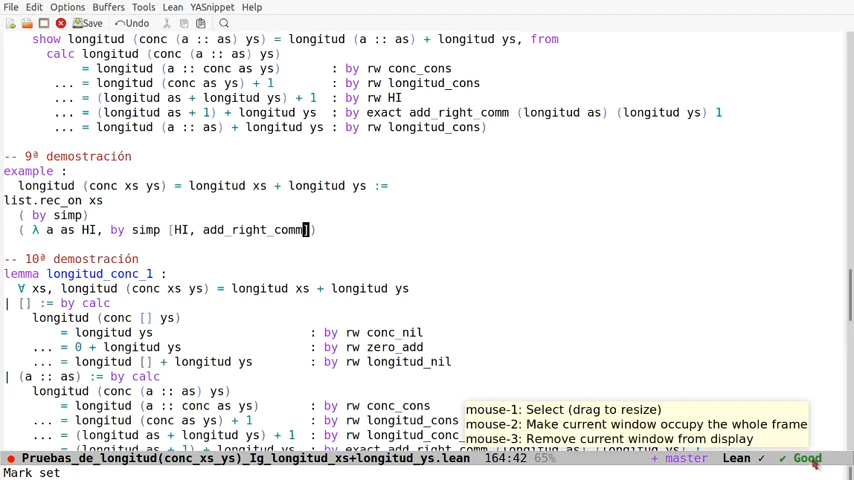 File Edit Options Buffers Tools Lean YASnippet Help
Save Undo
show longitud (conc (a :: as) ys) = longitud (a :: as) + longitud ys, from
calc longitud (conc (a :: as) ys)
= longitud (a :: conc as ys) : by rw conc_cons
... = longitud (conc as ys) + 1 : by rw longitud_cons
... = (longitud as + longitud ys) + 1 : by rw HI
... = (longitud as + 1) + longitud ys : by exact add_right_comm (longitud as) (longitud ys) 1
... = longitud (a :: as) + longitud ys : by rw longitud_cons)
-- 9ª demostración
example :
longitud (conc xs ys) = longitud xs + longitud ys :=
list.rec_on xs
( by simp)
( λ a as HI, by simp [HI, add_right_comm])
-- 10ª demostración
lemma longitud_conc_1 :
∀ xs, longitud (conc xs ys) = longitud xs + longitud ys
| [] := by calc
longitud (conc [] ys)
= longitud ys : by rw conc_nil
... = 0 + longitud ys : by rw zero_add
... = longitud [] + longitud ys : by rw longitud_nil
| (a :: as) := by calc
longitud (conc (a :: as) ys)
= longitud (a :: conc as ys) : by rw conc_cons
... = longitud (conc as ys) + 1 : by rw longitud_cons
... = (longitud as + longitud ys) + 1 : by rw longitud_conc
mouse-1: Select (drag to resize)
mouse-2: Make current window occupy the whole frame
mouse-3: Remove current window from display
Pruebas_de_longitud(conc_xs_ys)_Ig_longitud_xs+longitud_ys.lean 164:42 65% + master Lean ✓ ✔ Good
Mark set